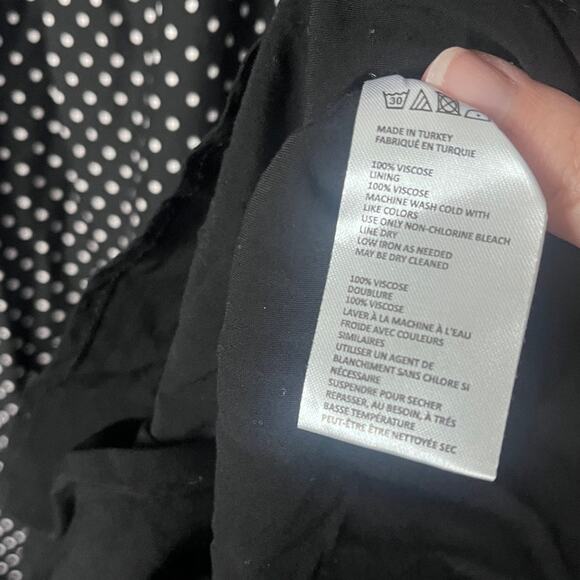 30
MADE IN TURKEY
FABRIQUÉ EN TURQUIE
100% VISCOSE
LINING
100% VISCOSE
MACHINE WASH COLD WITH
LIKE COLORS
USE ONLY NON-CHLORINE BLEACH
LINE DRY
LOW IRON AS NEEDED
MAY BE DRY CLEANED
100% VISCOSE
DOUBLURE
100% VISCOSE
LAVER À LA MACHINE À L'EAU
FROIDE AVEC COULEURS
SIMILAIRES
UTILISER UN AGENT DE
BLANCHIMENT SANS CHLORE SI
NÉCESSAIRE
SUSPENDRE POUR SÉCHER
REPASSER, AU BESOIN, À TRÉS
BASSE TEMPÉRATURE
PEUT-ÊTRE ÊTRE NETTOYÉE SEC